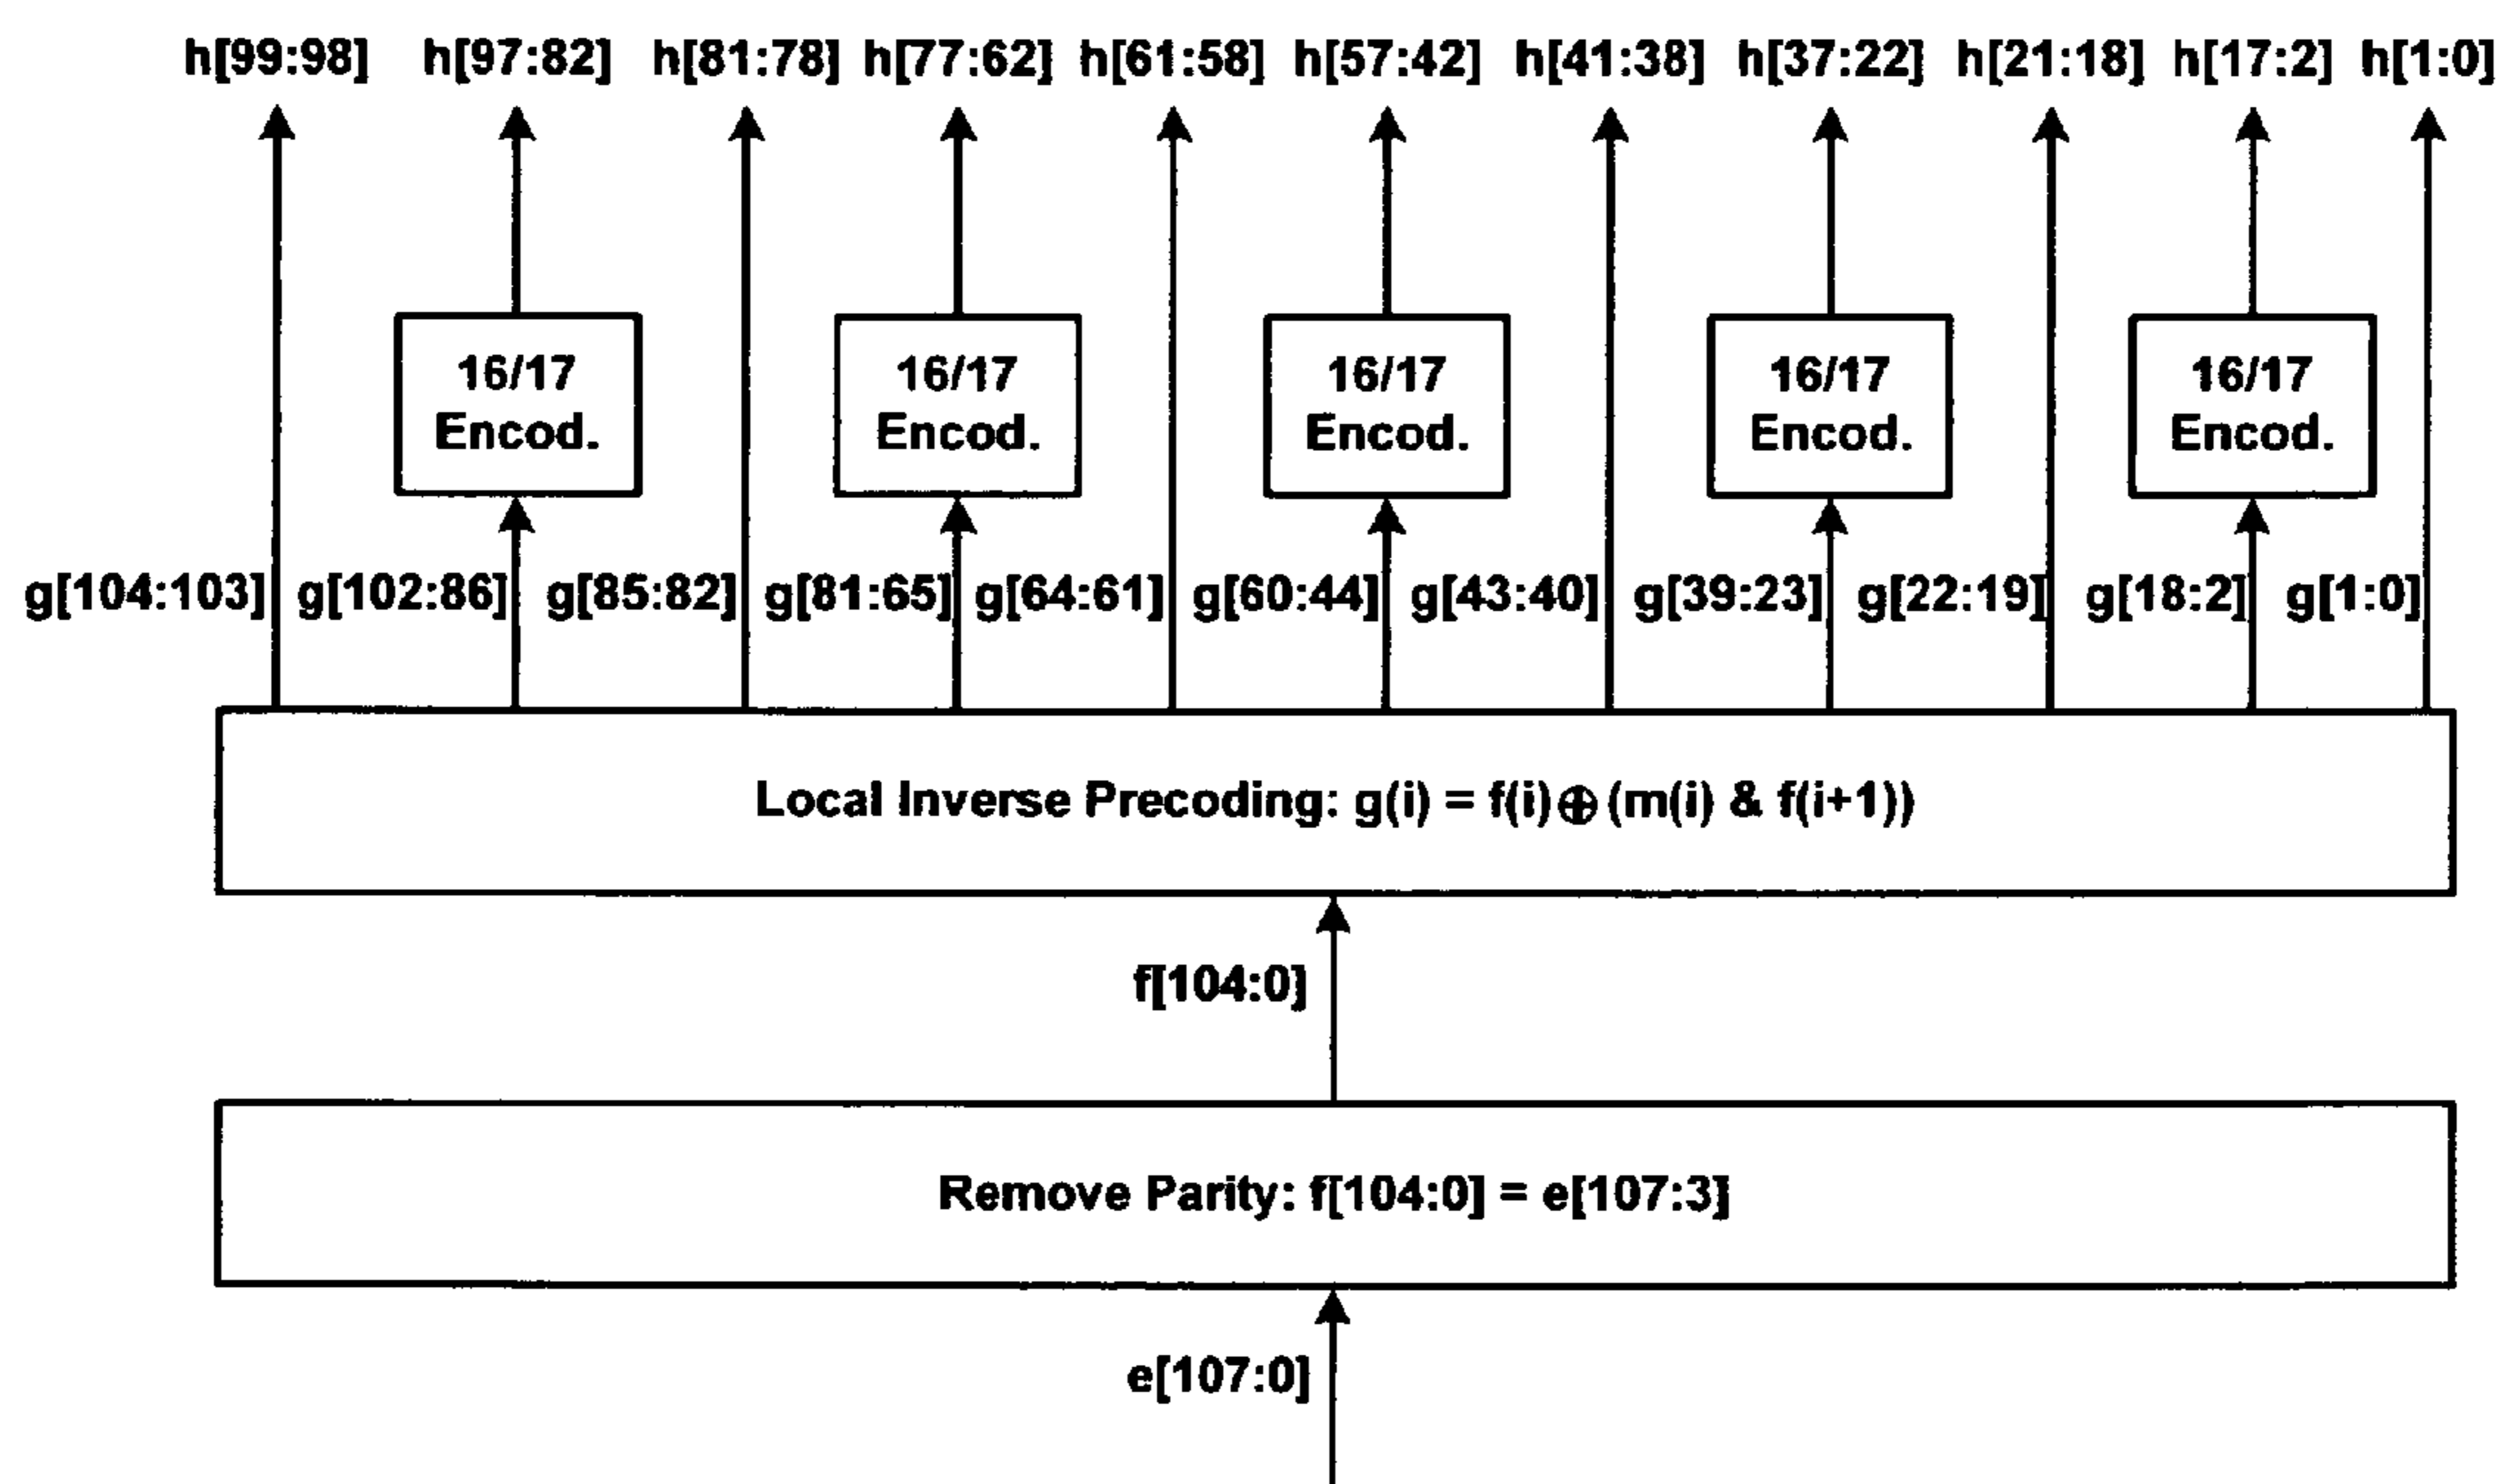 h[99:98] h[97:82] h[81:78] h[77:62] h[61:58] h[57:42] h[41:38] h[37:22] h[21:18] h[17:2] h[1:0]
16/17 16/17 16/17 16/17 16/17
Encod. Encod. Encod. Encod. Encod.
g[104:103] g[102:86] g[85:82] g[81:65] g[64:61] g[60:44] g[43:40] g[39:23] g[22:19] g[18:2] g[1:0]
Local Inverse Precoding: g(i) = f(i)⊕(m(i) & f(i+1))
f[104:0]
Remove Parity: f[104:0] = e[107:3]
e[107:0]